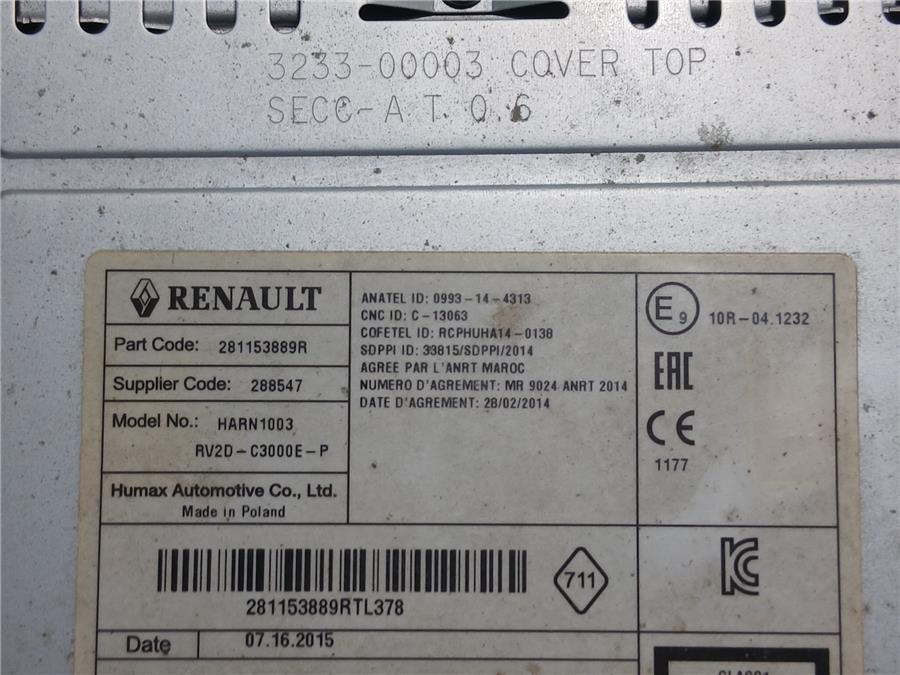 3233-00003 COVER TOP
SECC-A T 0.6
RENAULT
Part Code: 281153889R
Supplier Code: 288547
Model No.: HARN1003
RV2D-C3000E-P
Humax Automotive Co., Ltd.
Made in Poland
ANATEL ID: 0993-14-4313
CNC ID: C-13063
COFETEL ID: RCPHUHA14-0138
SDPPI ID: 33815/SDPPI/2014
AGREE PAR L'ANRT MAROC
NUMERO D'AGREMENT: MR 9024 ANRT 2014
DATE D'AGREMENT: 28/02/2014
E9 10R-04.1232
EAC
CE
1177
281153889RTL378
711
KC
Date 07.16.2015